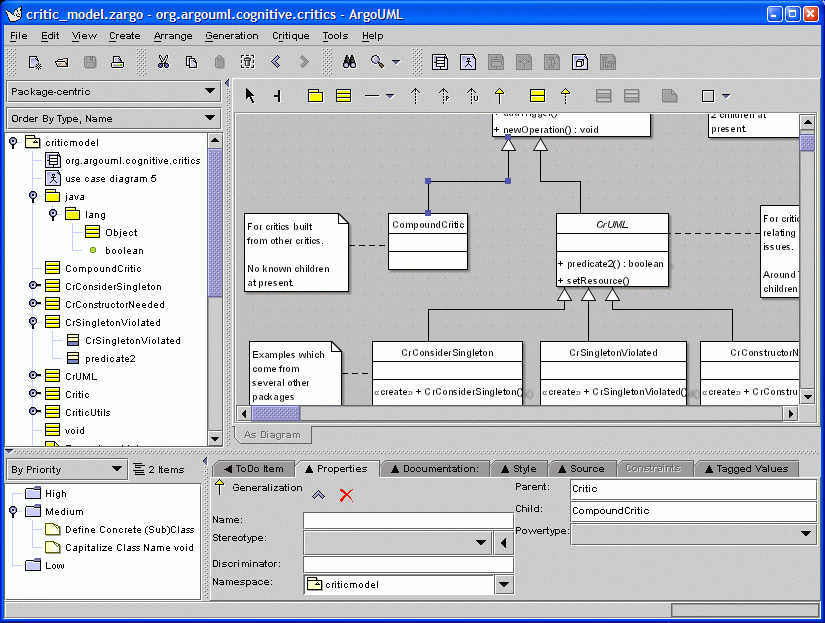 critic_model.zargo - org.argouml.cognitive.critics - ArgoUML
File Edit View Create Arrange Generation Critique Tools Help
Package-centric
Order By Type, Name
criticmodel
org.argouml.cognitive.critics
use case diagram 5
java
lang
Object
boolean
CompoundCritic
CrConsiderSingleton
CrConstructorNeeded
CrSingletonViolated
CrSingletonViolated
predicate2
CrUML
Critic
CriticUtils
void
+ newOperation() : void
2 children at
present.
For critics built
from other critics.
No known children
at present.
CompoundCritic
CrUML
+ predicate2() : boolean
+ setResource()
For critic
relating
issues.
Around
children
Examples which
come from
several other
packages
CrConsiderSingleton
«create» + CrConsiderSingleton()
CrSingletonViolated
«create» + CrSingletonViolated()
CrConstructorN
«create» + CrConstru
As Diagram
By Priority
2 Items
High
Medium
Define Concrete (Sub)Class
Capitalize Class Name void
Low
ToDo Item Properties Documentation: Style Source Constraints Tagged Values
Generalization
Name:
Stereotype:
Discriminator:
Namespace: criticmodel
Parent: Critic
Child: CompoundCritic
Powertype: